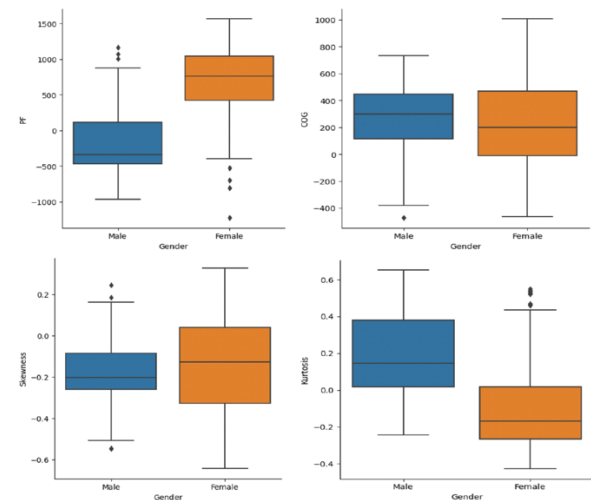 PF
1500
1000
500
0
−500
−1000
Male
Female
Gender
COG
1000
800
600
400
200
0
−200
−400
Male
Female
Gender
Skewness
0.2
0.0
−0.2
−0.4
−0.6
Male
Female
Gender
Kurtosis
0.6
0.4
0.2
0.0
−0.2
−0.4
Male
Female
Gender